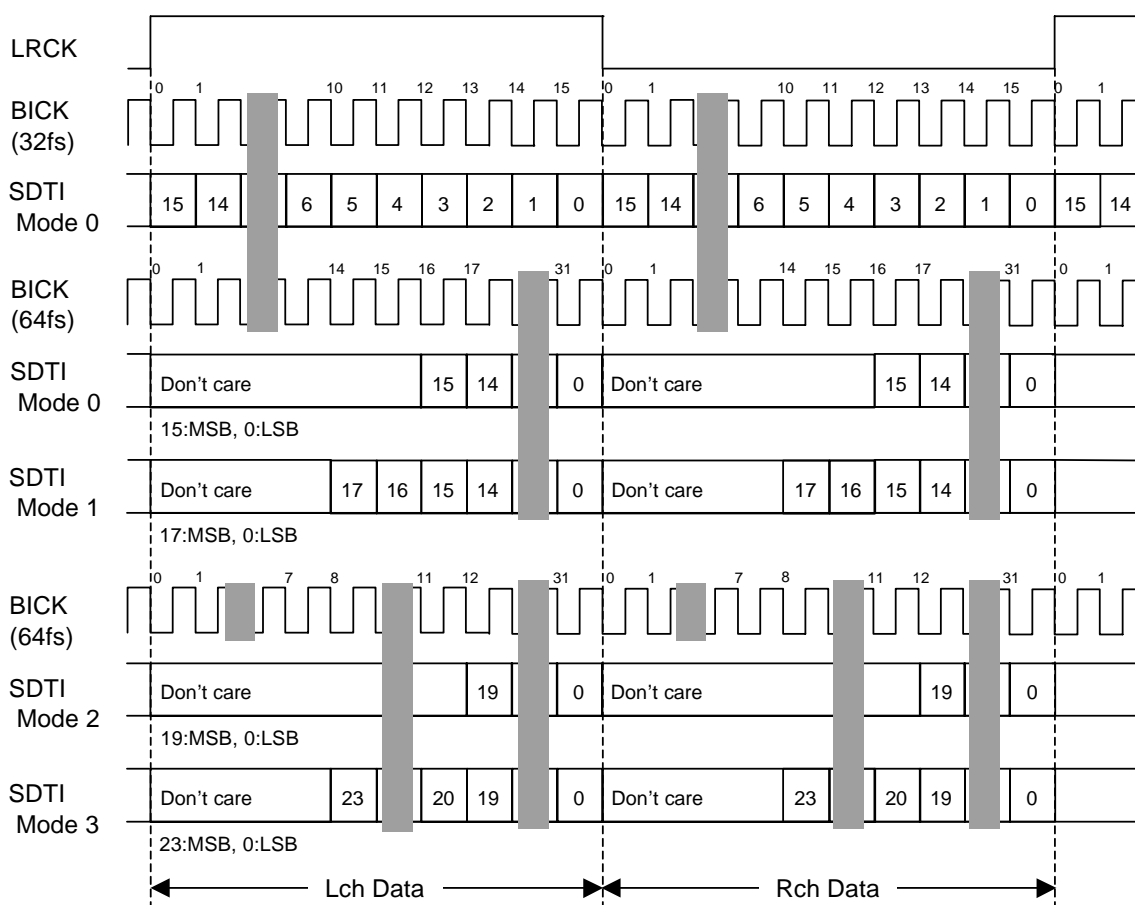 LRCK
0 1 10 11 12 13 14 15 0 1 10 11 12 13 14 15 0 1
BICK
(32fs)
SDTI
Mode 0
15 14 6 5 4 3 2 1 0 15 14 6 5 4 3 2 1 0 15 14
0 1 14 15 16 17 31 0 1 14 15 16 17 31 0 1
BICK
(64fs)
SDTI
Mode 0
Don't care 15 14 0 Don't care 15 14 0
15:MSB, 0:LSB
SDTI
Mode 1
Don't care 17 16 15 14 0 Don't care 17 16 15 14 0
17:MSB, 0:LSB
0 1 7 8 11 12 31 0 1 7 8 11 12 31 0 1
BICK
(64fs)
SDTI
Mode 2
Don't care 19 0 Don't care 19 0
19:MSB, 0:LSB
SDTI
Mode 3
Don't care 23 20 19 0 Don't care 23 20 19 0
23:MSB, 0:LSB
Lch Data Rch Data